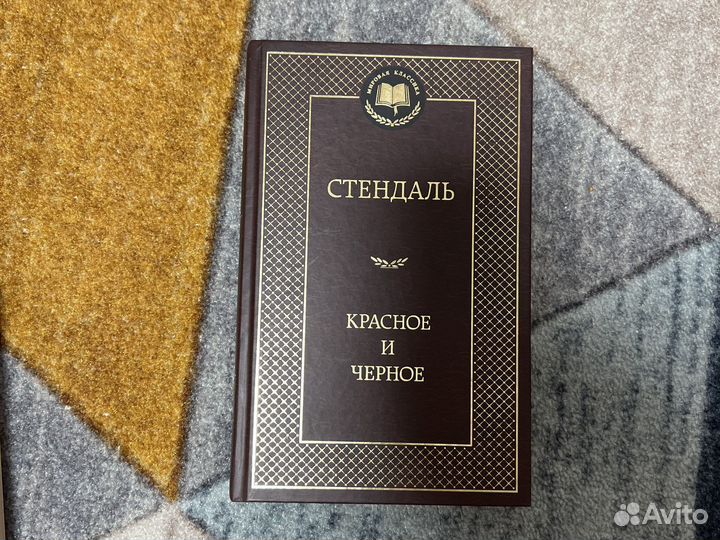 МИРОВАЯ КЛАССИКА
СТЕНДАЛЬ
КРАСНОЕ
И
ЧЕРНОЕ
Avito